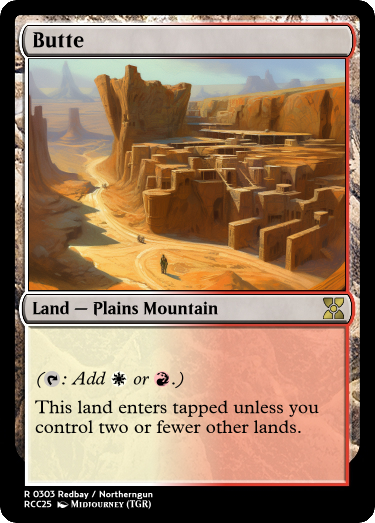 Butte
Land — Plains Mountain
(: Add or .)
This land enters tapped unless you
control two or fewer other lands.
R 0303 Redbay / Northerngun
RCC25 MIDJOURNEY (TGR)